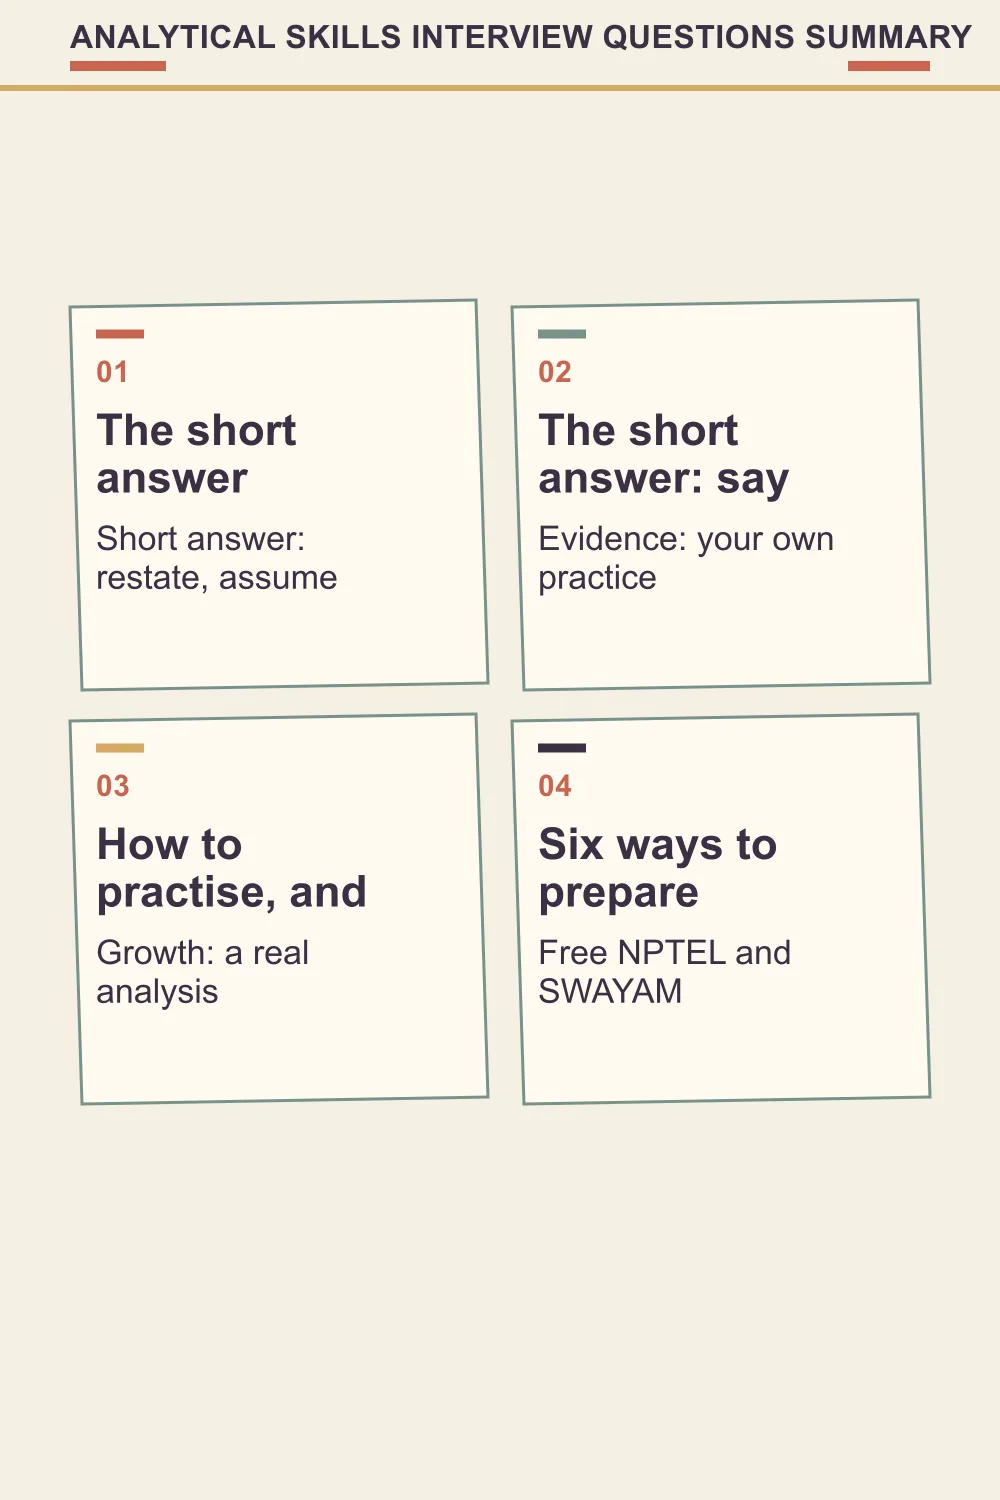 ANALYTICAL SKILLS INTERVIEW QUESTIONS SUMMARY
01
The short
answer
Short answer:
restate, assume
02
The short
answer: say
Evidence: your own
practice
03
How to
practise, and
Growth: a real
analysis
04
Six ways to
prepare
Free NPTEL and
SWAYAM